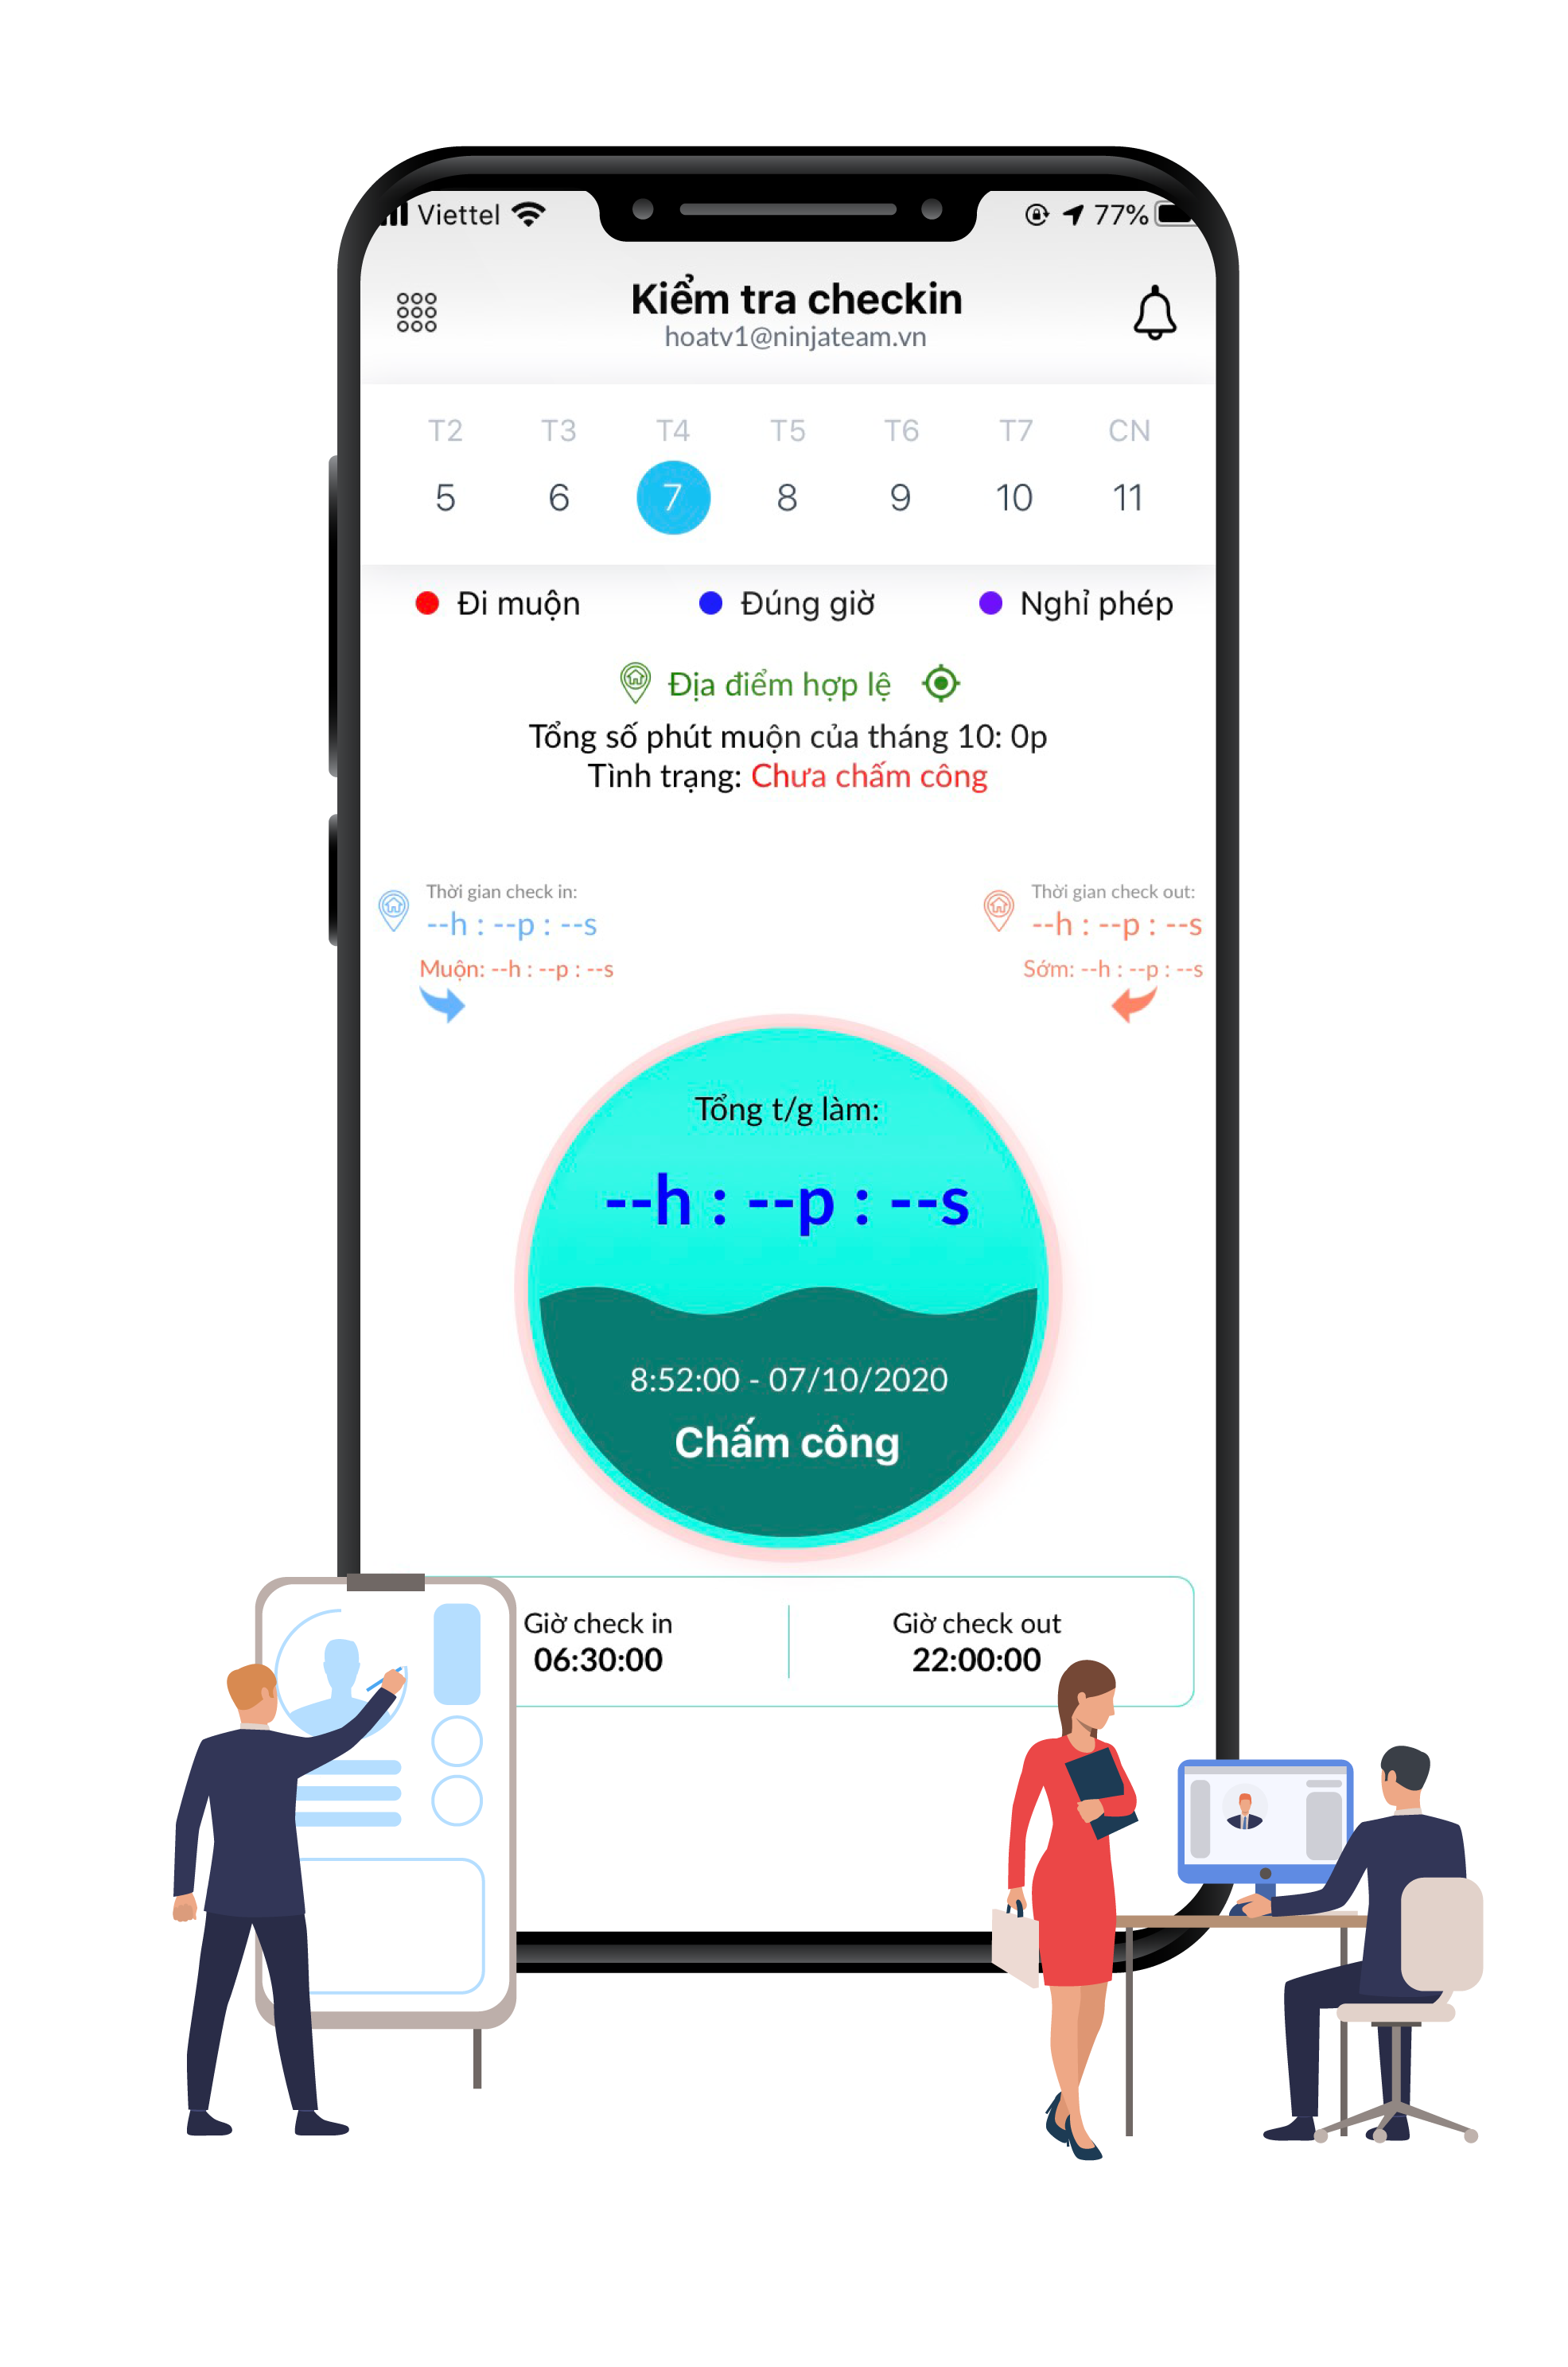 Viettel 77%
Kiểm tra checkin
hoatv1@ninjateam.vn
T2 T3 T4 T5 T6 T7 CN
5 6 7 8 9 10 11
Đi muộn Đúng giờ Nghỉ phép
Địa điểm hợp lệ
Tổng số phút muộn của tháng 10: 0p
Tình trạng: Chưa chấm công
Thời gian check in:
--h : --p : --s
Muộn: --h : --p : --s
Thời gian check out:
--h : --p : --s
Sớm: --h : --p : --s
Tổng t/g làm:
--h : --p : --s
8:52:00 - 07/10/2020
Chấm công
Giờ check in
06:30:00
Giờ check out
22:00:00